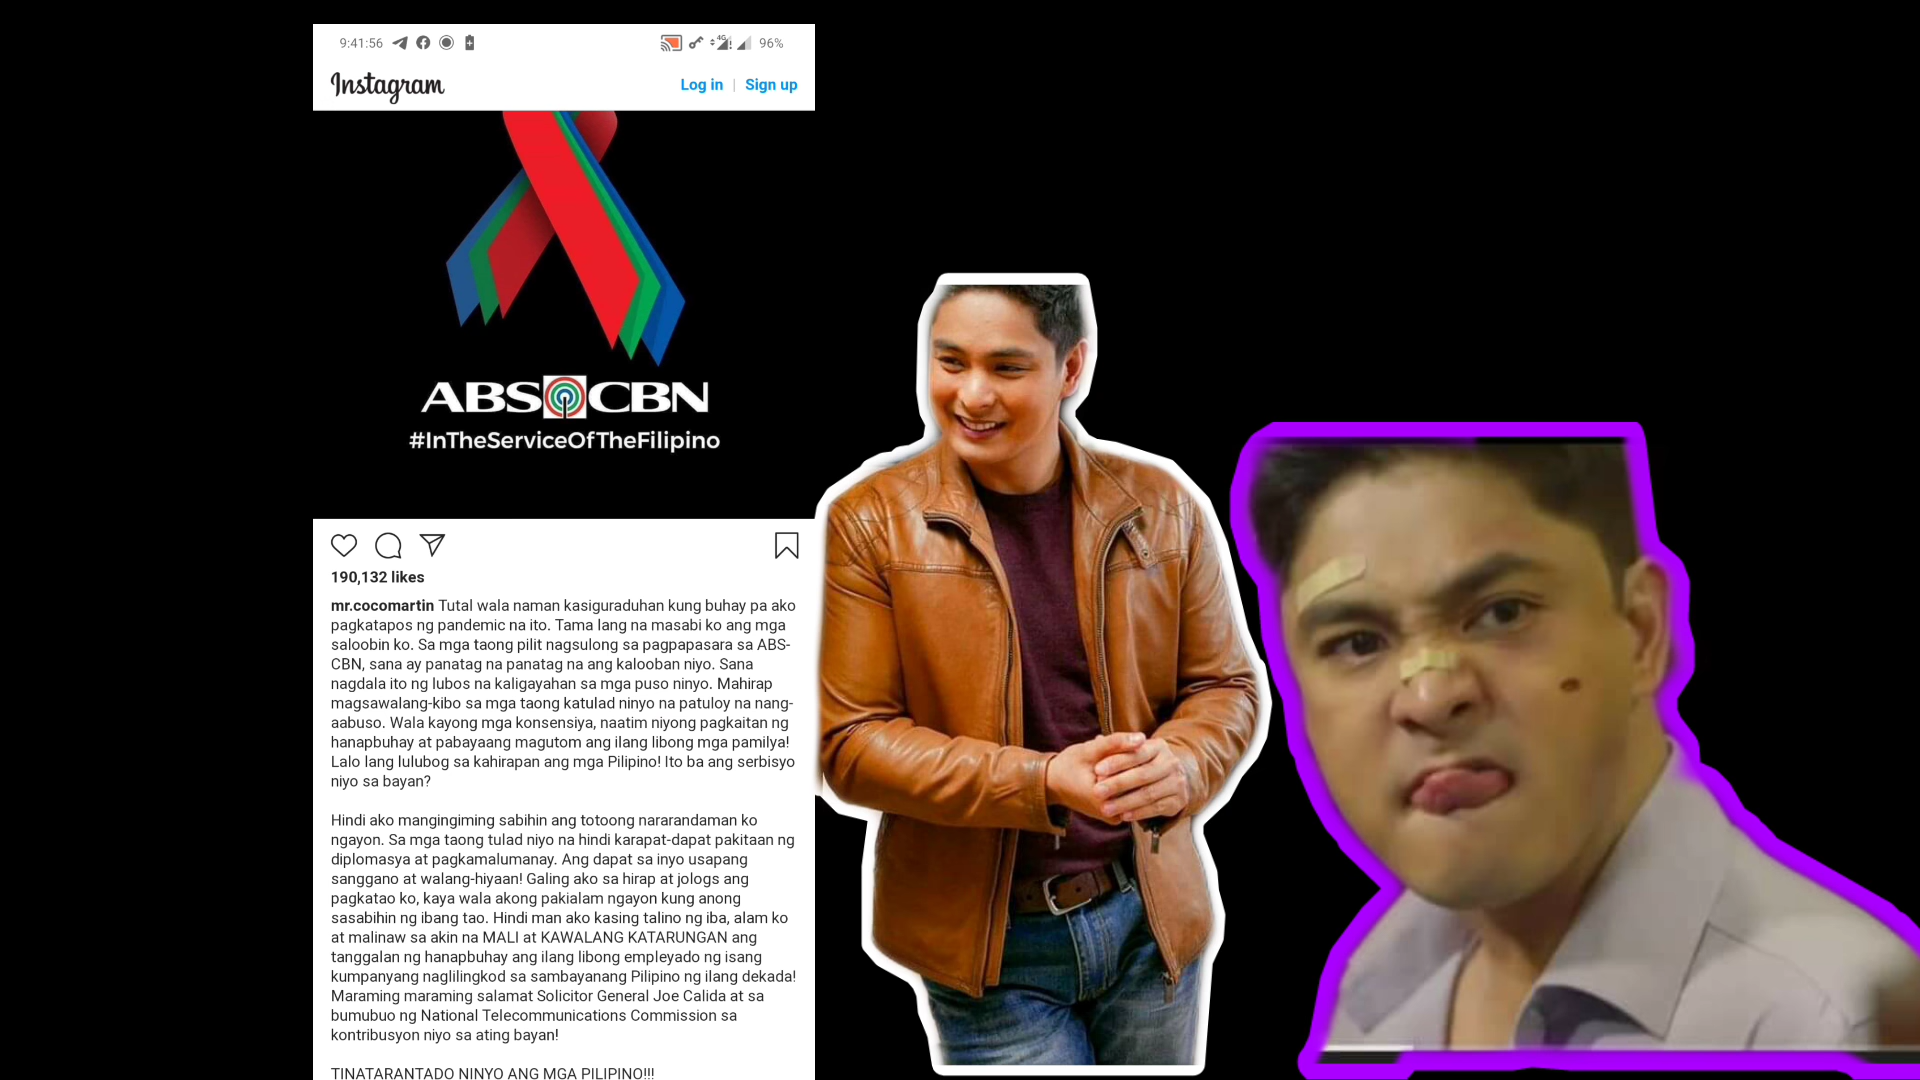 9:41:56 4G 96%
Instagram Log in | Sign up
ABS CBN
#InTheServiceOfTheFilipino
190,132 likes
mr.cocomartin Tutal wala naman kasiguraduhan kung buhay pa ako
pagkatapos ng pandemic na ito. Tama lang na masabi ko ang mga
saloobin ko. Sa mga taong pilit nagsulong sa pagpapasara sa ABS-
CBN, sana ay panatag na panatag na ang kalooban niyo. Sana
nagdala ito ng lubos na kaligayahan sa mga puso ninyo. Mahirap
magsawalang-kibo sa mga taong katulad ninyo na patuloy na nang-
aabuso. Wala kayong mga konsensiya, naatim niyong pagkaitan ng
hanapbuhay at pabayaang magutom ang ilang libong mga pamilya!
Lalo lang lulubog sa kahirapan ang mga Pilipino! Ito ba ang serbisyo
niyo sa bayan?
Hindi ako mangingiming sabihin ang totoong nararandaman ko
ngayon. Sa mga taong tulad niyo na hindi karapat-dapat pakitaan ng
diplomasya at pagkamalumanay. Ang dapat sa inyo usapang
sanggano at walang-hiyaan! Galing ako sa hirap at jologs ang
pagkatao ko, kaya wala akong pakialam ngayon kung anong
sasabihin ng ibang tao. Hindi man ako kasing talino ng iba, alam ko
at malinaw sa akin na MALI at KAWALANG KATARUNGAN ang
tanggalan ng hanapbuhay ang ilang libong empleyado ng isang
kumpanyang naglilingkod sa sambayanang Pilipino ng ilang dekada!
Maraming maraming salamat Solicitor General Joe Calida at sa
bumubuo ng National Telecommunications Commission sa
kontribusyon niyo sa ating bayan!
TINATARANTADO NINYO ANG MGA PILIPINO!!!